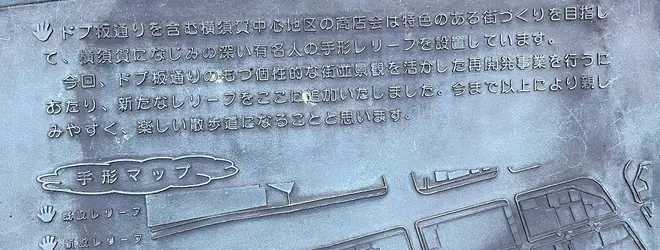 ドブ板通りを含む横須賀中心地区の商店会は特色のある街づくりを目指し
て、横須賀になじみの深い有名人の手形レリーフを設置しています。
今回、ドブ板通りのもつ個性的な街並景観を活かした再開発事業を行うに
あたり、新たなレリーフをここに追加いたしました。今まで以上により親し
みやすく、楽しい散歩道になることと思います。
手形マップ
既設レリーフ
新設レリーフ